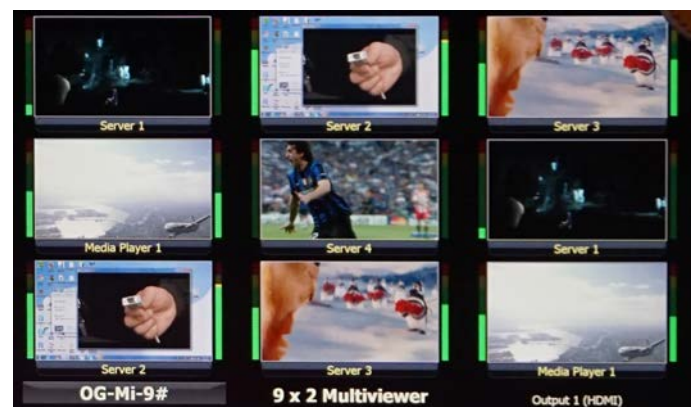 Server 1
Server 2
Server 3
Media Player 1
Server 4
Server 1
Server 2
Server 3
Media Player 1
OG-Mi-9#
9 x 2 Multiviewer
Output 1 (HDMI)